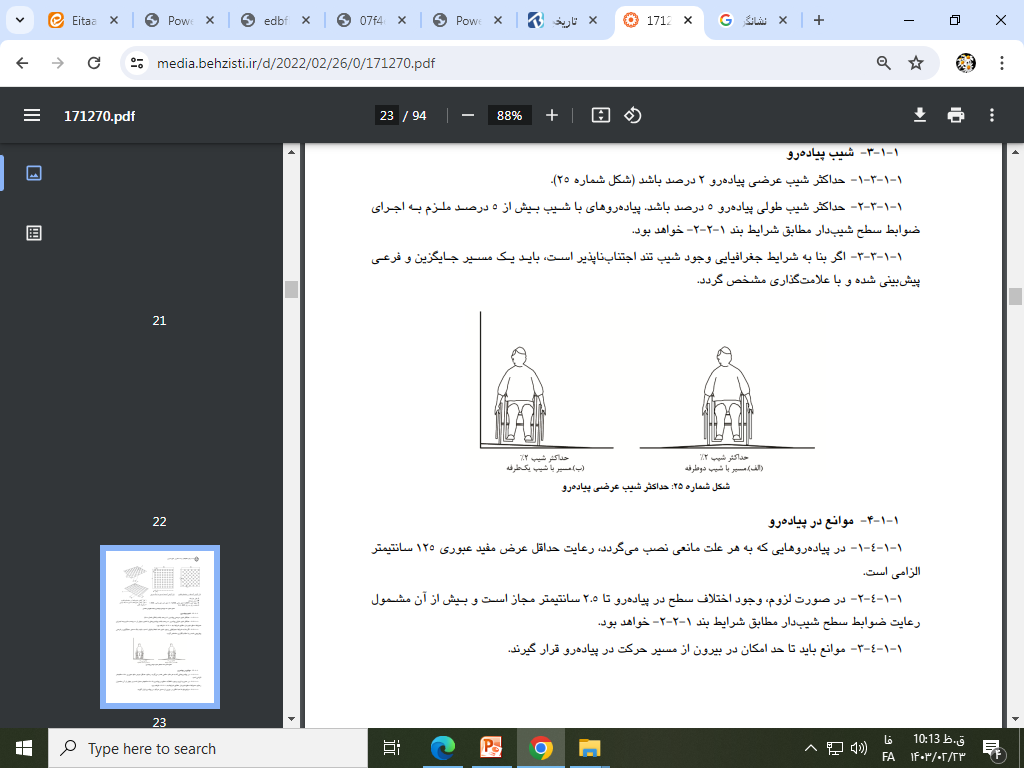 Eitaa
Powe
edbf
07f4
Powe
تاریخ
1712
نشانگر
media.behzisti.ir/d/2022/02/26/0/171270.pdf
171270.pdf
23 / 94
88%
21
22
23
۱-۱-۳- شیب پیاده‌رو
۱-۱-۳-۱- حداکثر شیب عرضی پیاده‌رو ۲ درصد باشد (شکل شماره ۲۵).
۱-۱-۳-۲- حداکثر شیب طولی پیاده‌رو ۵ درصد باشد. پیاده‌روهای با شیب بیش از ۵ درصد ملزم به اجرای
ضوابط سطح شیب‌دار مطابق شرایط بند ۱-۲-۲- خواهد بود.
۱-۱-۳-۳- اگر بنا به شرایط جغرافیایی وجود شیب تند اجتناب‌ناپذیر است، باید یک مسیر جایگزین و فرعی
پیش‌بینی شده و با علامت‌گذاری مشخص گردد.
حداکثر شیب ۲٪
(الف).مسیر با شیب دوطرفه
حداکثر شیب ۲٪
(ب).مسیر با شیب یک‌طرفه
شکل شماره ۲۵: حداکثر شیب عرضی پیاده‌رو
۱-۱-۴- موانع در پیاده‌رو
۱-۱-۴-۱- در پیاده‌روهایی که به هر علت مانعی نصب می‌گردد، رعایت حداقل عرض مفید عبوری ۱۲۵ سانتیمتر
الزامی است.
۱-۱-۴-۲- در صورت لزوم، وجود اختلاف سطح در پیاده‌رو تا ۲.۵ سانتیمتر مجاز است و بیش از آن مشمول
رعایت ضوابط سطح شیب‌دار مطابق شرایط بند ۱-۲-۲- خواهد بود.
۱-۱-۴-۳- موانع باید تا حد امکان در بیرون از مسیر حرکت در پیاده‌رو قرار گیرند.
Type here to search
فا
FA
10:13 ق.ظ
۱۴۰۳/۰۲/۲۳